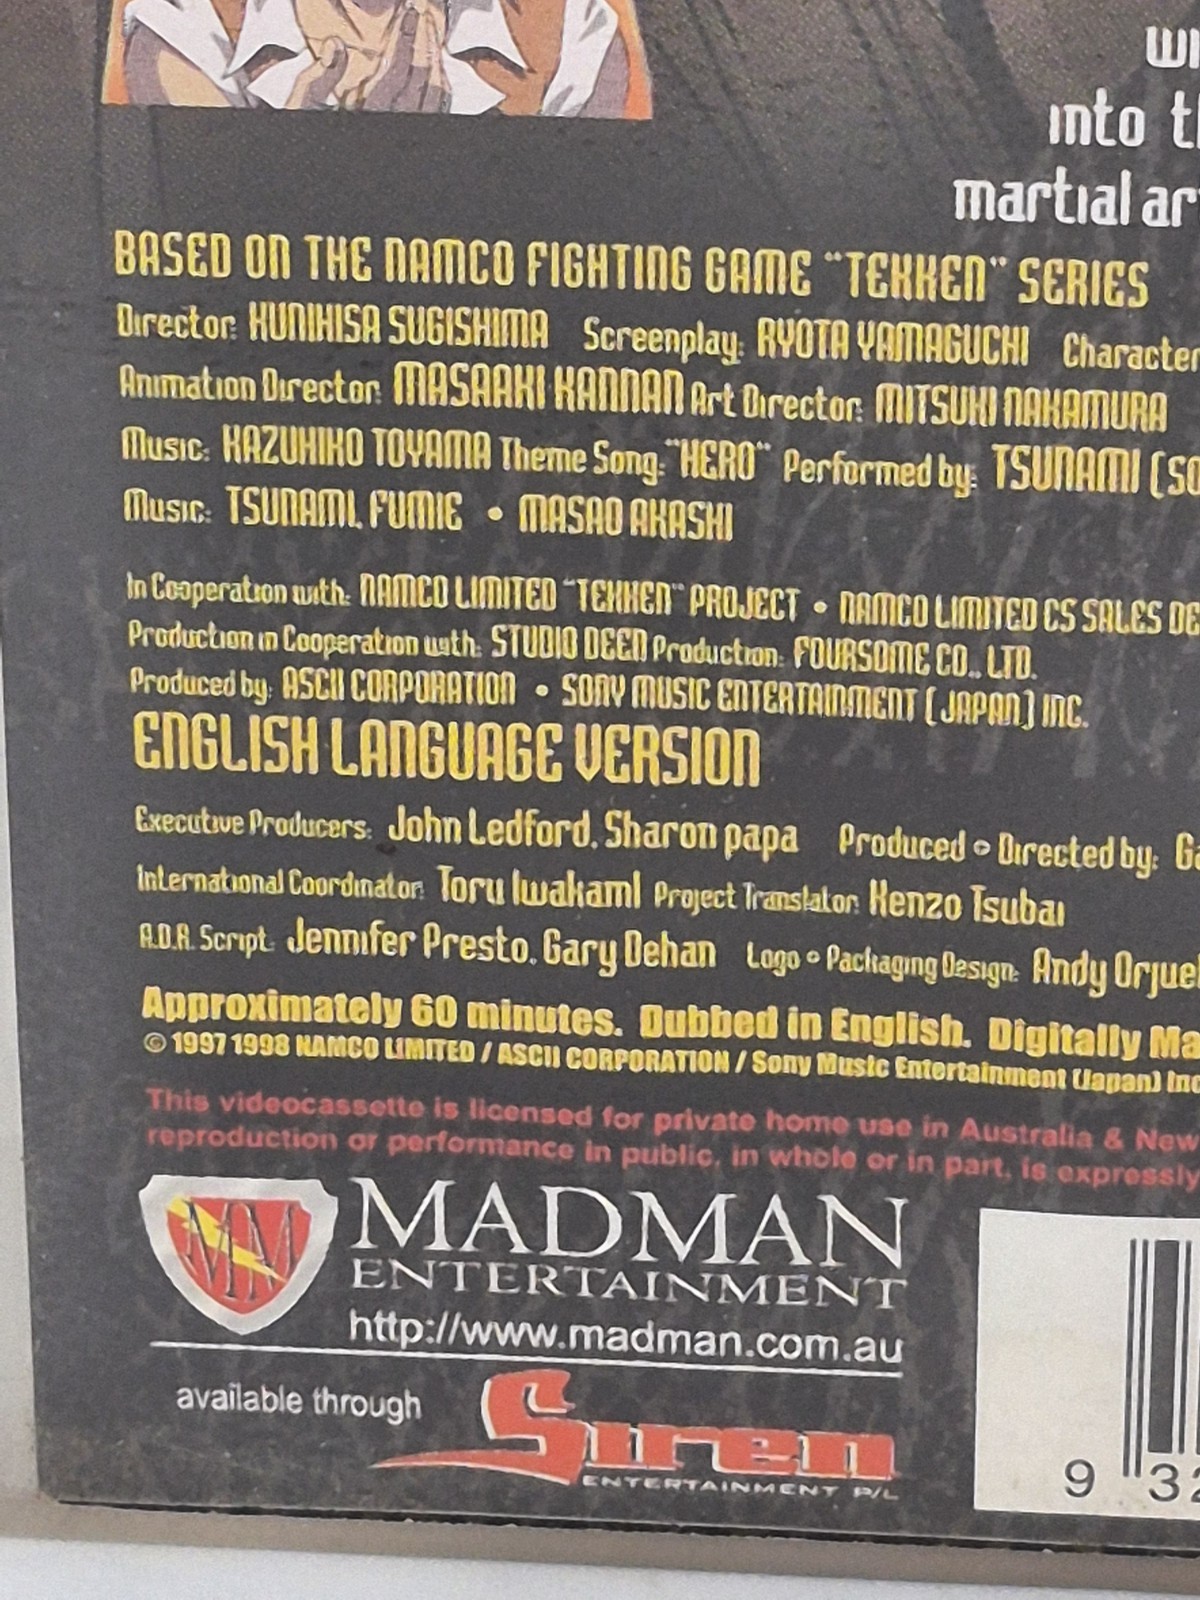 into
martial
BASED ON THE NAMCO FIGHTING GAME "TEKKEN" SERIES
Director: KUNIHISA SUGISHIMA Screenplay: RYOTA YAMAGUCHI Character
Animation Director: MASAAKI KANNAN Art Director: MITSUKI NAKAMURA
Music: KAZUHIKO TOYAMA Theme Song: "HERO" Performed by: TSUNAMI
Music: TSUNAMI, FUMIE • MASAO AKASHI
In Cooperation with: NAMCO LIMITED "TEKKEN" PROJECT • NAMCO LIMITED CS SALES
Production in Cooperation with: STUDIO DEEN Production: FOURSOME CO., LTD.
Produced by: ASCII CORPORATION • SONY MUSIC ENTERTAINMENT (JAPAN) INC.
ENGLISH LANGUAGE VERSION
Executive Producers: John Ledford, Sharon papa Produced • Directed by:
International Coordinator: Toru Iwakami Project Translator: Kenzo Tsubai
A.D.R. Script: Jennifer Presto, Gary Dehan Logo • Packaging Design: Andy
Approximately 60 minutes. Dubbed in English. Digitally
© 1997 1998 NAMCO LIMITED / ASCII CORPORATION / Sony Music Entertainment (Japan) Inc
This videocassette is licensed for private home use in Australia & New
reproduction or performance in public, in whole or in part, is expressly
MM
MADMAN
ENTERTAINMENT
http://www.madman.com.au
available through
Siren
ENTERTAINMENT P/L
9 32